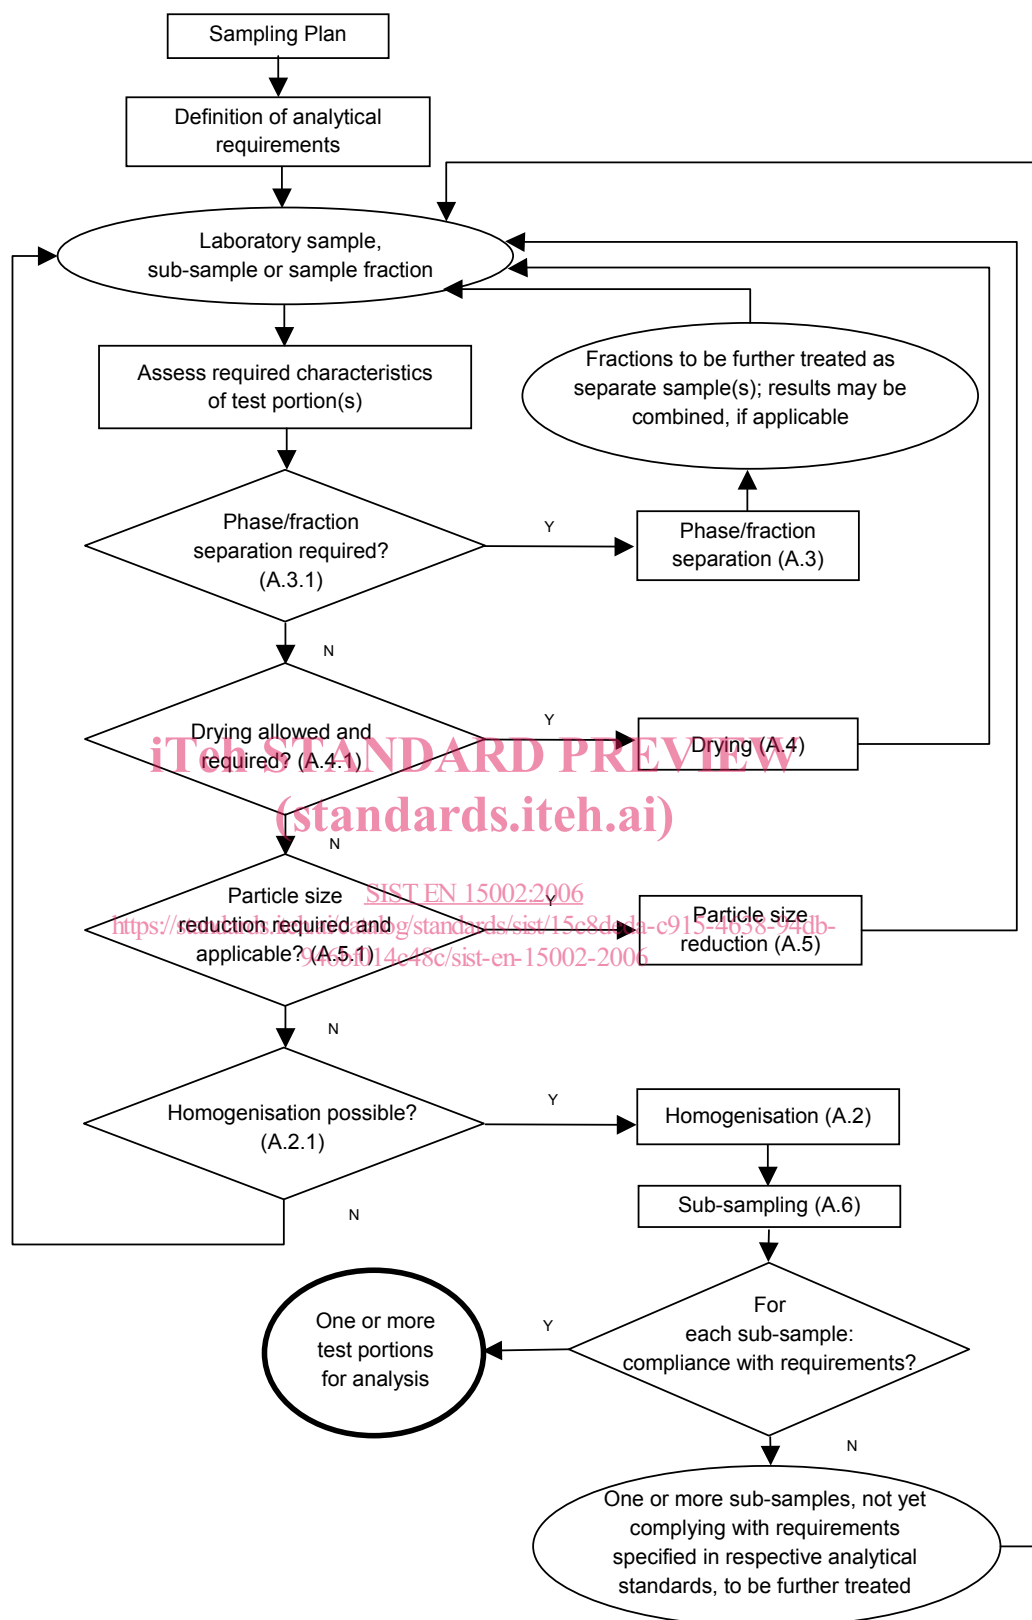 Sampling Plan
Definition of analytical
requirements
Laboratory sample,
sub-sample or sample fraction
Assess required characteristics
of test portion(s)
Fractions to be further treated as
separate sample(s); results may be
combined, if applicable
Phase/fraction
separation required?
(A.3.1)
Y
Phase/fraction
separation (A.3)
N
Drying allowed and
required? (A.4.1)
Y
Drying (A.4)
iTeh STANDARD PREVIEW
(standards.iteh.ai)
N
Particle size
reduction required and
applicable? (A.5.1)
Y
Particle size
reduction (A.5)
SIST EN 15002:2006
N
Homogenisation possible?
(A.2.1)
Y
Homogenisation (A.2)
N
Sub-sampling (A.6)
For
each sub-sample:
compliance with requirements?
Y
One or more
test portions
for analysis
N
One or more sub-samples, not yet
complying with requirements
specified in respective analytical
standards, to be further treated